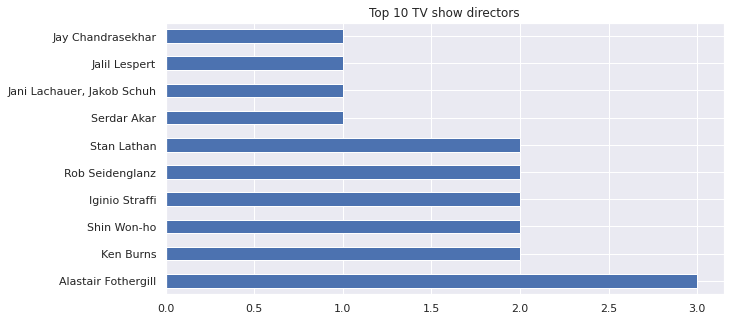 Top 10 TV show directors
Jay Chandrasekhar
Jalil Lespert
Jani Lachauer, Jakob Schuh
Serdar Akar
Stan Lathan
Rob Seidenglanz
Iginio Straffi
Shin Won-ho
Ken Burns
Alastair Fothergill
0.0 0.5 1.0 1.5 2.0 2.5 3.0